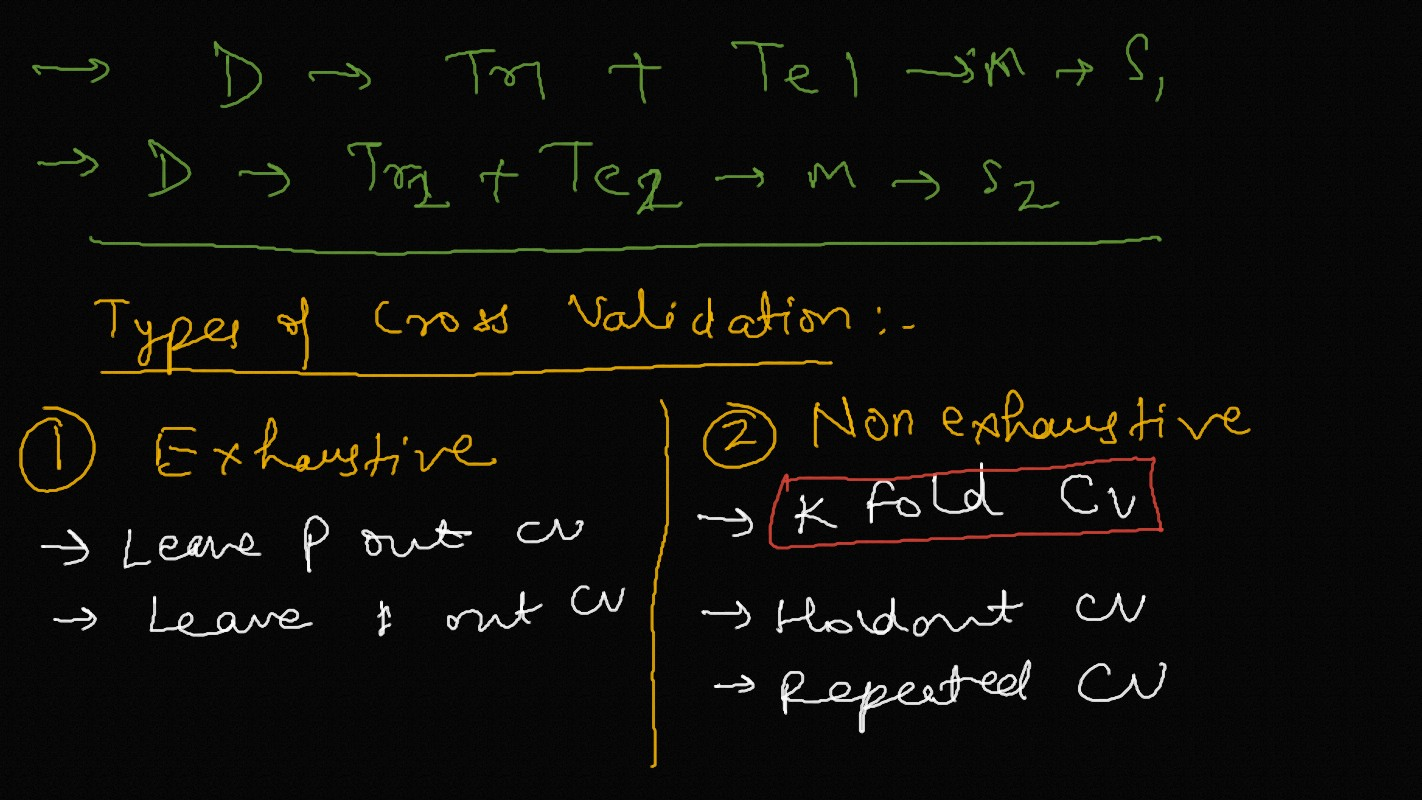 → D → Tr1 + Te1 → M → S1
→ D → Tr2 + Te2 → M → S2
Types of Cross Validation :-
① Exhaustive
→ Leave P out CV
→ Leave 1 out CV
② Non exhaustive
→ K fold CV
→ Holdout CV
→ Repeated CV